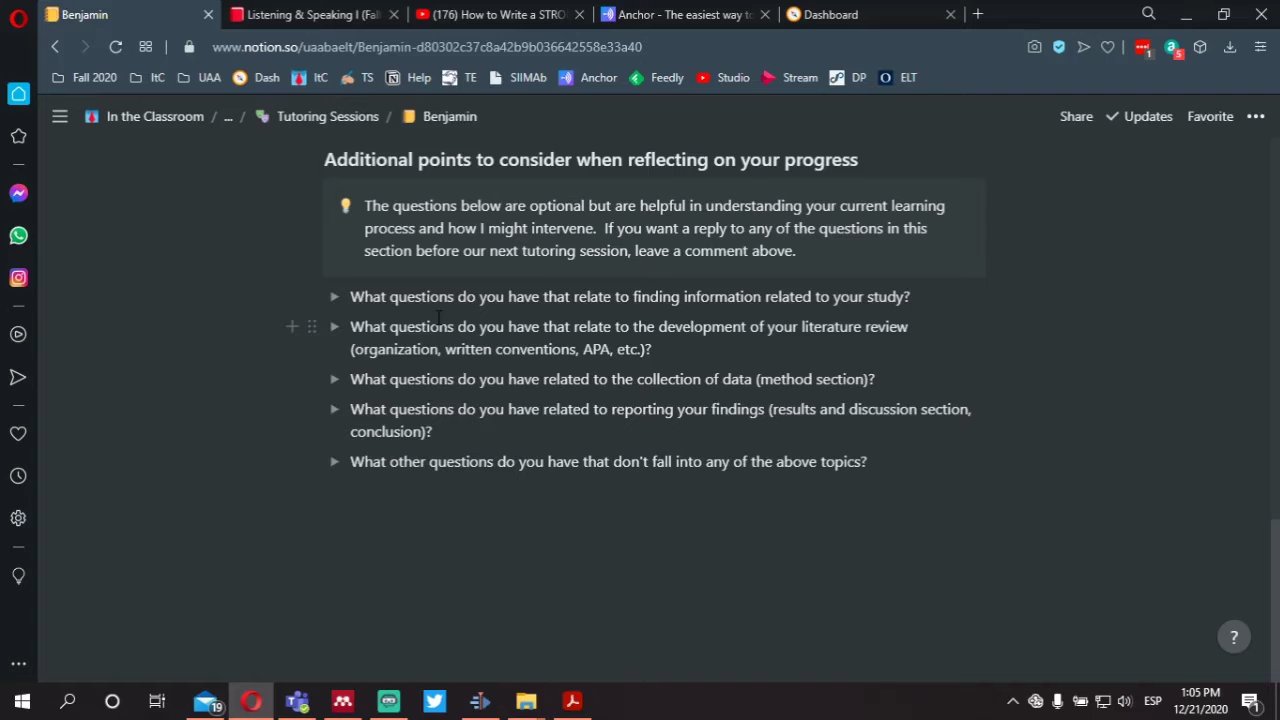 Benjamin
Listening & Speaking I (Fal
(176) How to Write a STRO
Anchor - The easiest way to
Dashboard
www.notion.so/uaabaelt/Benjamin-d80302c37c8a42b9b036642558e33a40
1
5
Fall 2020 ItC UAA Dash ItC TS Help TE SIIMAb Anchor Feedly Studio Stream DP ELT
In the Classroom / ... / Tutoring Sessions / Benjamin
Share Updates Favorite
Additional points to consider when reflecting on your progress
The questions below are optional but are helpful in understanding your current learning
process and how I might intervene. If you want a reply to any of the questions in this
section before our next tutoring session, leave a comment above.
What questions do you have that relate to finding information related to your study?
What questions do you have that relate to the development of your literature review
(organization, written conventions, APA, etc.)?
What questions do you have related to the collection of data (method section)?
What questions do you have related to reporting your findings (results and discussion section,
conclusion)?
What other questions do you have that don't fall into any of the above topics?
?
19
ESP
1:05 PM
12/21/2020
1